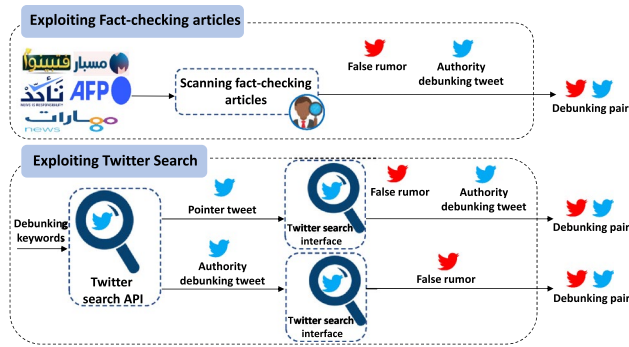 Exploiting Fact-checking articles
فتبينوا
مسبار
تأكد
AFP
مهارات
news
Scanning fact-checking
articles
False rumor
Authority
debunking tweet
Debunking pair
Exploiting Twitter Search
Debunking
keywords
Twitter
search API
Pointer tweet
Twitter search
interface
False rumor
Authority
debunking tweet
Debunking pair
Authority
debunking tweet
Twitter search
interface
False rumor
Debunking pair